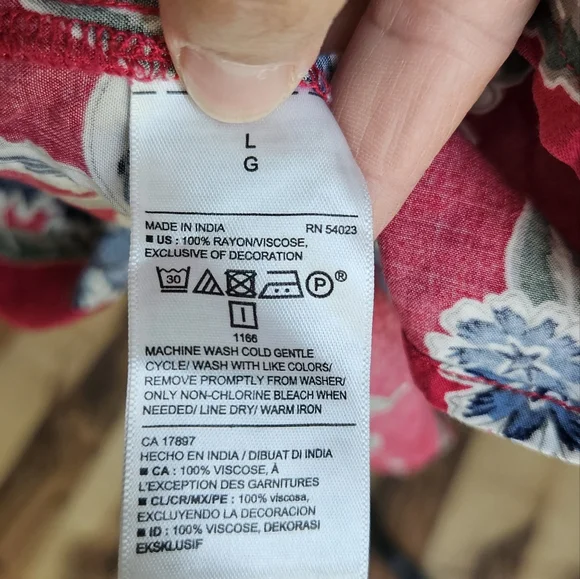 L
G
MADE IN INDIA RN 54023
■ US : 100% RAYON/VISCOSE,
EXCLUSIVE OF DECORATION
30 P®
I
1166
MACHINE WASH COLD GENTLE
CYCLE/ WASH WITH LIKE COLORS/
REMOVE PROMPTLY FROM WASHER/
ONLY NON-CHLORINE BLEACH WHEN
NEEDED/ LINE DRY/ WARM IRON
CA 17897
HECHO EN INDIA / DIBUAT DI INDIA
■ CA : 100% VISCOSE, À
L'EXCEPTION DES GARNITURES
■ CL/CR/MX/PE : 100% viscosa,
EXCLUYENDO LA DECORACION
■ ID : 100% VISCOSE, DEKORASI
EKSKLUSIF